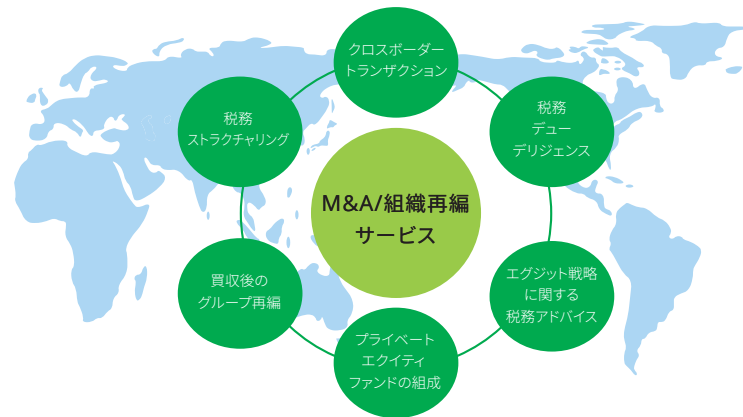 クロスボーダー
トランザクション
税務
デュー
デリジェンス
エグジット戦略
に関する
税務アドバイス
プライベート
エクイティ
ファンドの組成
買収後の
グループ再編
税務
ストラクチャリング
M&A/組織再編
サービス